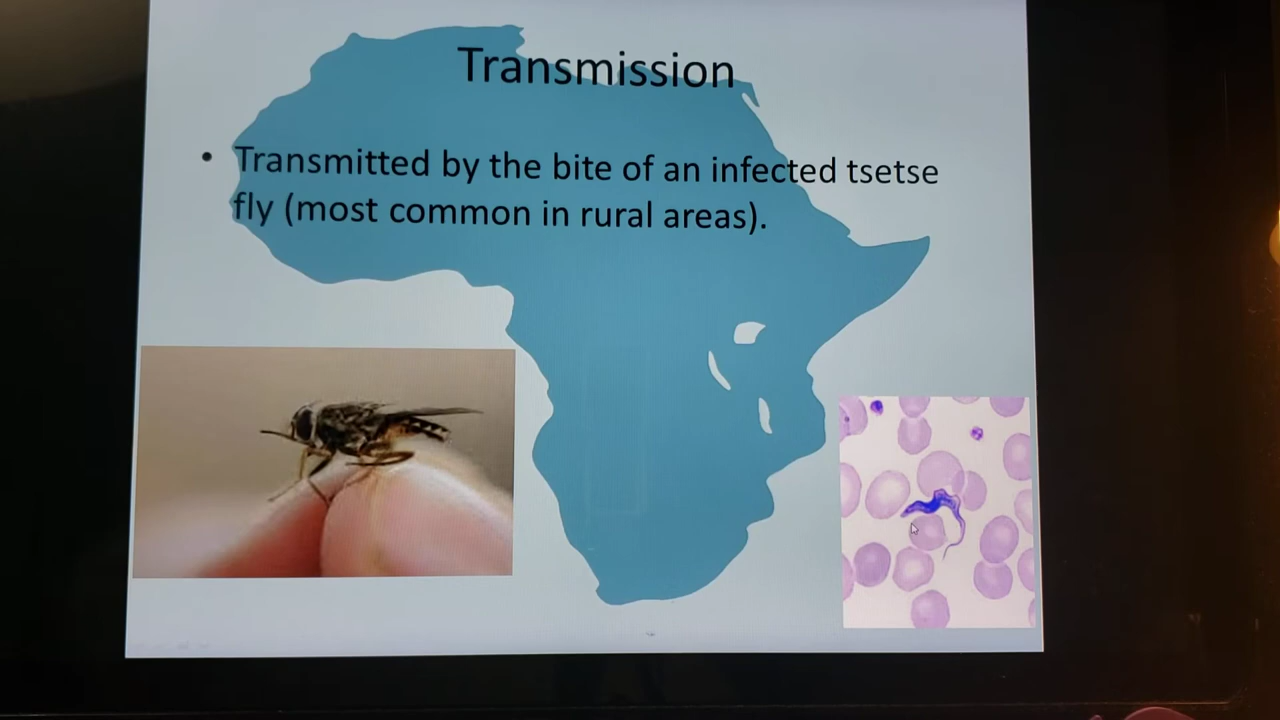 Transmission
• Transmitted by the bite of an infected tsetse
fly (most common in rural areas).